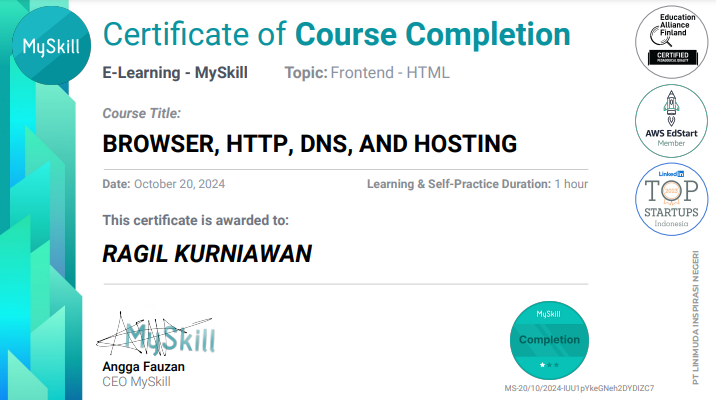 MySkill
Certificate of Course Completion
E-Learning - MySkill Topic: Frontend - HTML
Course Title:
BROWSER, HTTP, DNS, AND HOSTING
Date: October 20, 2024 Learning & Self-Practice Duration: 1 hour
This certificate is awarded to:
RAGIL KURNIAWAN
MySkill
Angga Fauzan
CEO MySkill
MySkill
Completion
MS-20/10/2024-IUU1pYkeGNeh2DYDIZC7
Education
Alliance
Finland
CERTIFIED
PEDAGOGICAL QUALITY
AWS EdStart
Member
LinkedIn
TOP
2022
STARTUPS
Indonesia
PT LINIMUDA INSPIRASI NEGERI